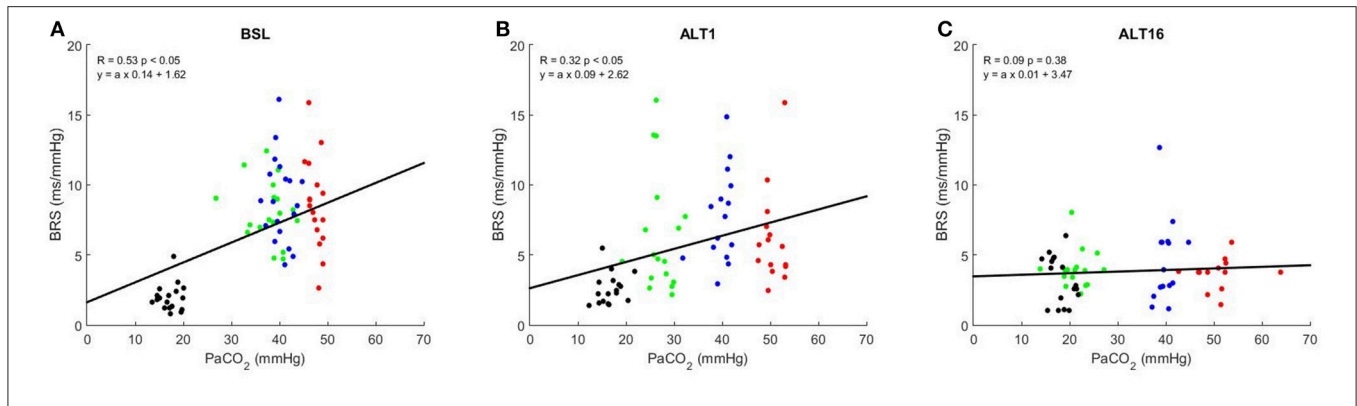 A
BSL
R = 0.53 p < 0.05
y = a x 0.14 + 1.62
BRS (ms/mmHg)
20
15
10
5
0
0 10 20 30 40 50 60 70
PaCO2 (mmHg)
B
ALT1
R = 0.32 p < 0.05
y = a x 0.09 + 2.62
BRS (ms/mmHg)
20
15
10
5
0
0 10 20 30 40 50 60 70
PaCO2 (mmHg)
C
ALT16
R = 0.09 p = 0.38
y = a x 0.01 + 3.47
BRS (ms/mmHg)
20
15
10
5
0
0 10 20 30 40 50 60 70
PaCO2 (mmHg)